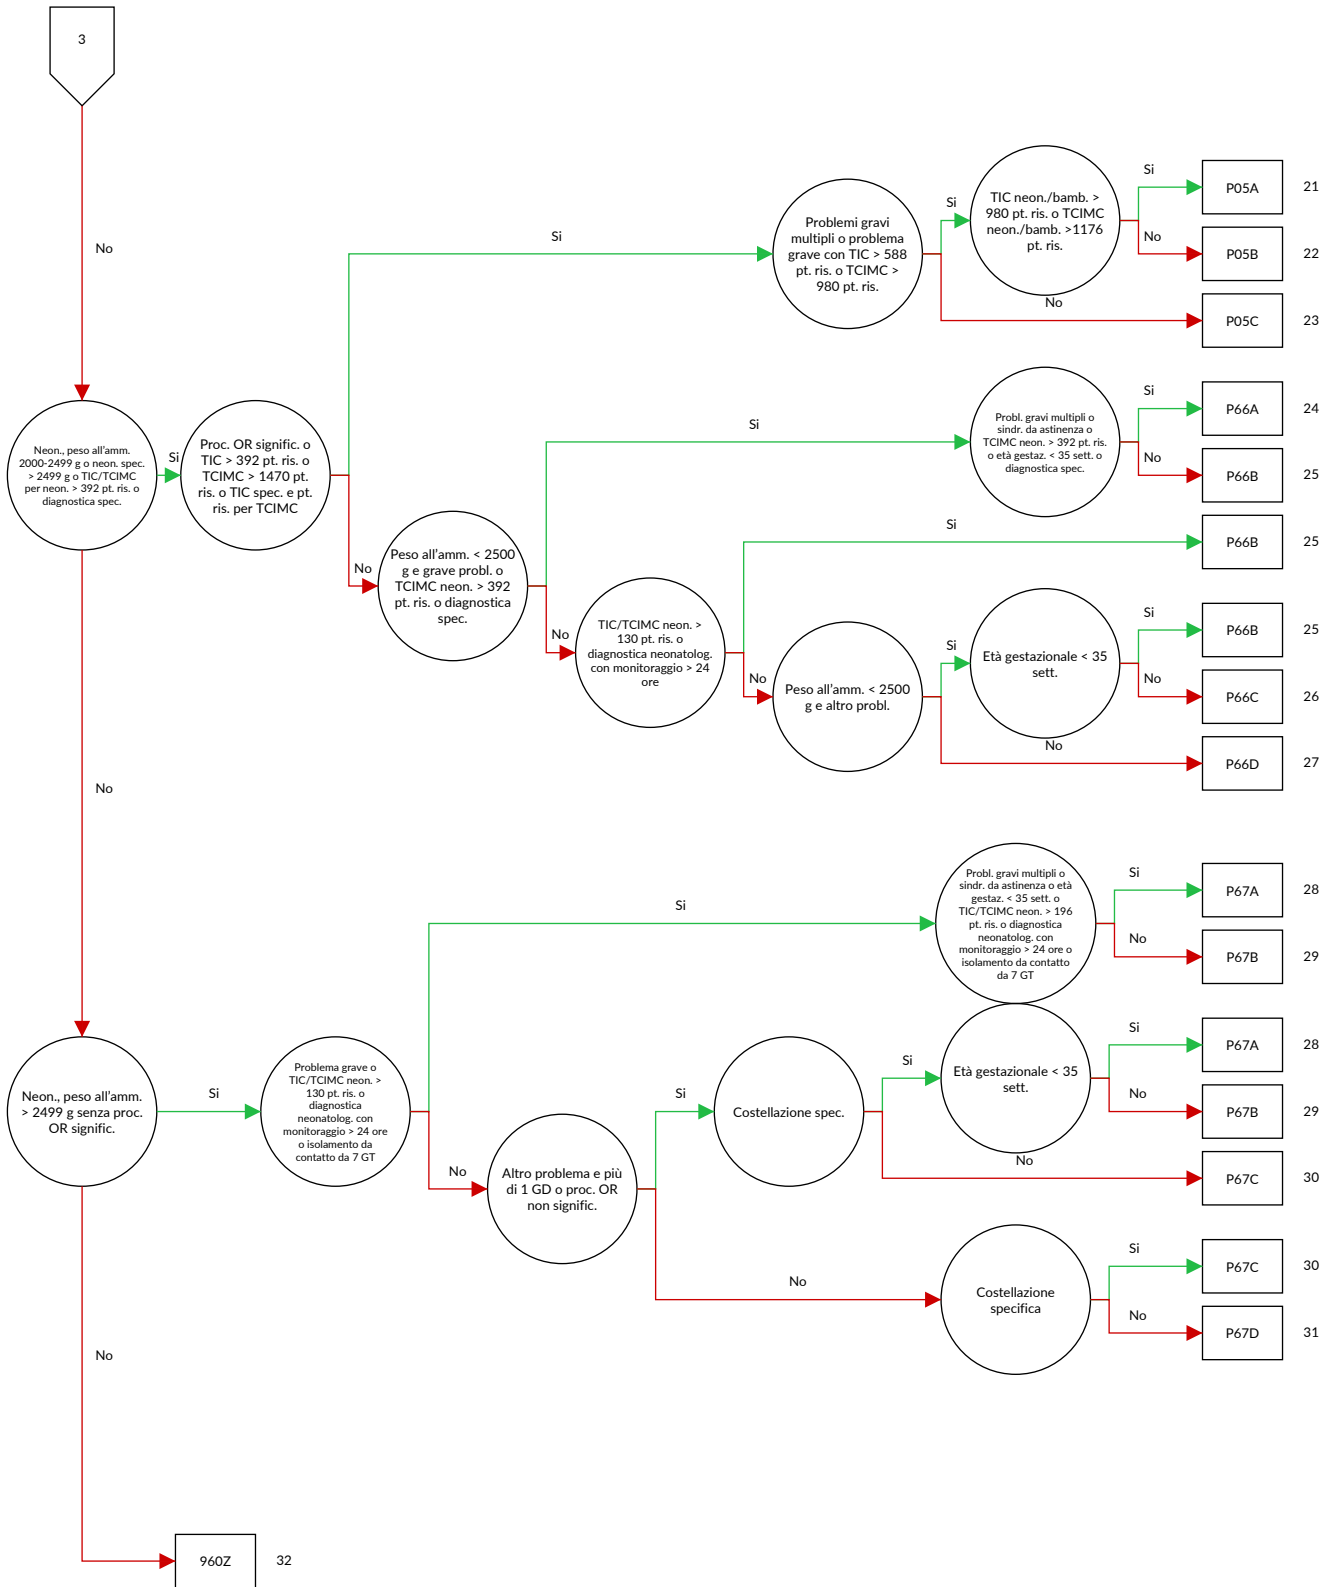 3
No
Si
Problemi gravi
multipli o problema
grave con TIC > 588
pt. ris. o TCIMC >
980 pt. ris.
Si
TIC neon./bamb. >
980 pt. ris. o TCIMC
neon./bamb. >1176
pt. ris.
Si
P05A
21
No
P05B
22
No
P05C
23
Neon., peso all'amm.
2000-2499 g o neon. spec.
> 2499 g o TIC/TCIMC
per neon. > 392 pt. ris. o
diagnostica spec.
Si
Proc. OR signific. o
TIC > 392 pt. ris. o
TCIMC > 1470 pt.
ris. o TIC spec. e pt.
ris. per TCIMC
Si
Probl. gravi multipli o
sindr. da astinenza o
TCIMC neon. > 392 pt. ris.
o età gestaz. < 35 sett. o
diagnostica spec.
Si
P66A
24
No
P66B
25
No
Peso all'amm. < 2500
g e grave probl. o
TCIMC neon. > 392
pt. ris. o diagnostica
spec.
Si
P66B
25
No
TIC/TCIMC neon. >
130 pt. ris. o
diagnostica neonatolog.
con monitoraggio > 24
ore
No
Peso all'amm. < 2500
g e altro probl.
Si
Età gestazionale < 35
sett.
Si
P66B
25
No
P66C
26
No
P66D
27
No
Si
Probl. gravi multipli o
sindr. da astinenza o età
gestaz. < 35 sett. o
TIC/TCIMC neon. > 196
pt. ris. o diagnostica
neonatolog. con
monitoraggio > 24 ore o
isolamento da contatto
da 7 GT
Si
P67A
28
No
P67B
29
Neon., peso all'amm.
> 2499 g senza proc.
OR signific.
Si
Problema grave o
TIC/TCIMC neon. >
130 pt. ris. o
diagnostica
neonatolog. con
monitoraggio > 24 ore
o isolamento da
contatto da 7 GT
No
Altro problema e più
di 1 GD o proc. OR
non signific.
Si
Costellazione spec.
Si
Età gestazionale < 35
sett.
Si
P67A
28
No
P67B
29
No
P67C
30
No
Costellazione
specifica
Si
P67C
30
No
P67D
31
No
960Z
32